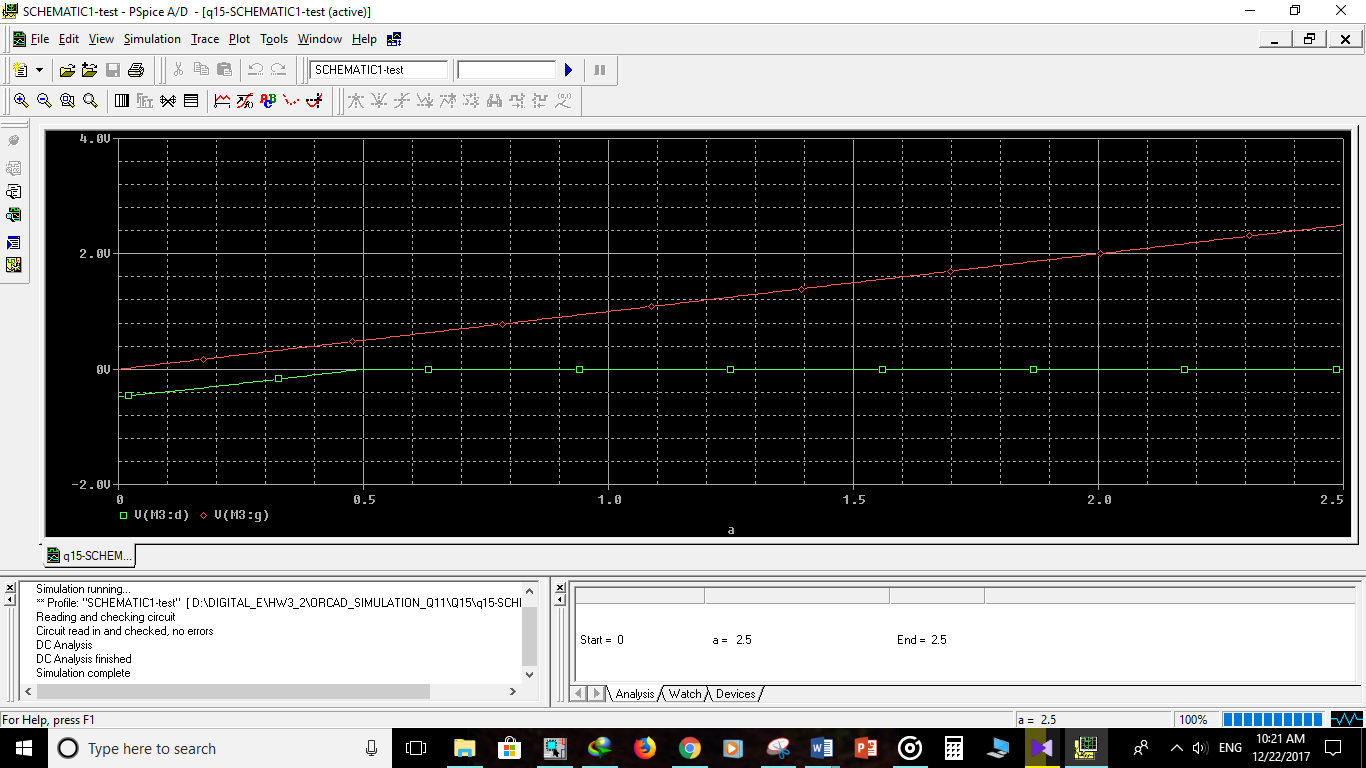 SCHEMATIC1-test - PSpice A/D - [q15-SCHEMATIC1-test (active)]
File Edit View Simulation Trace Plot Tools Window Help
SCHEMATIC1-test
4.0V
2.0V
0V
-2.0V
0 0.5 1.0 1.5 2.0 2.5
V(M3:d) V(M3:g)
a
q15-SCHEM...
Simulation running...
** Profile: "SCHEMATIC1-test" [ D:\DIGITAL_E\HW3_2\ORCAD_SIMULATION_Q11\Q15\q15-SCHI
Reading and checking circuit
Circuit read in and checked, no errors
DC Analysis
DC Analysis finished
Simulation complete
Start = 0 a = 2.5 End = 2.5
Analysis Watch Devices
For Help, press F1 a = 2.5 100%
Type here to search
ENG
10:21 AM
12/22/2017